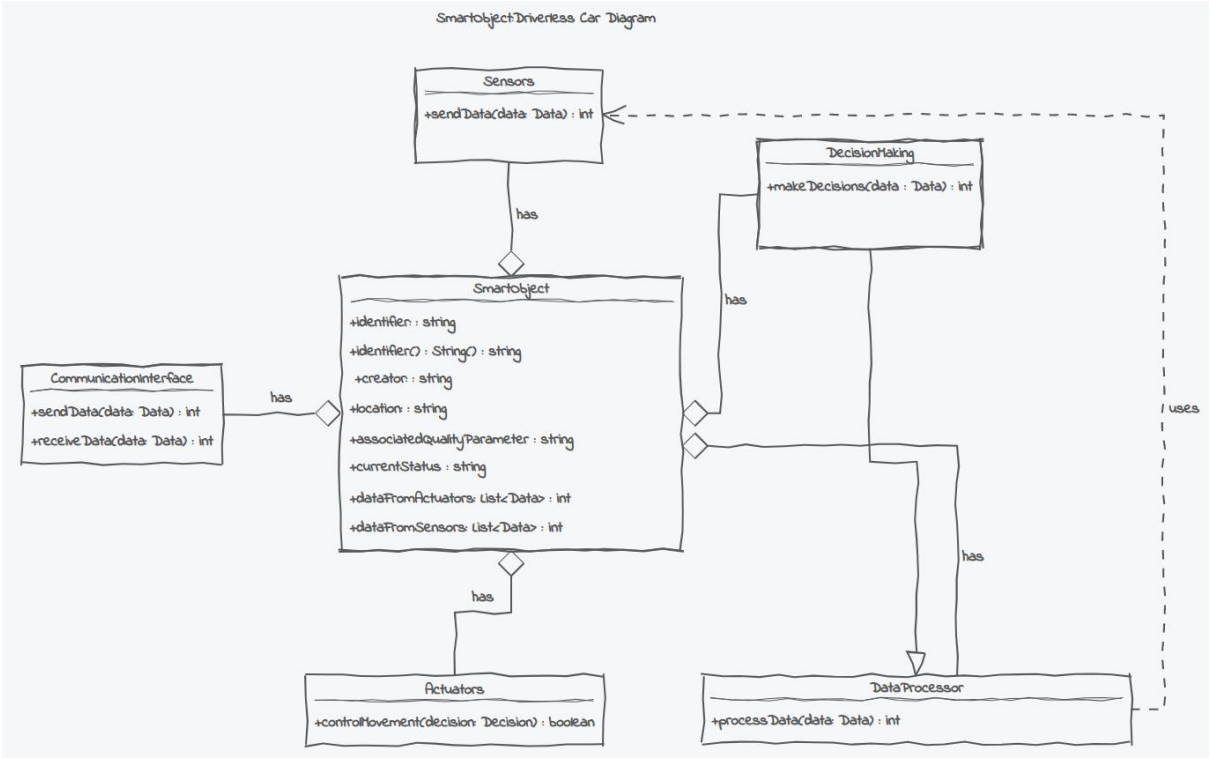 SmartObject:Driverless Car Diagram
Sensors
+sendData(data: Data) : int
DecisionMaking
+makeDecisions(data : Data) : int
has
SmartObject
+identifier: : string
+identifier() : String() : string
+creator: : string
+location: : string
+associatedQualityParameter : string
+currentStatus : string
+dataFromActuators: List<Data> : int
+dataFromSensors: List<Data> : int
has
CommunicationInterface
+sendData(data: Data) : int
+receiveData(data: Data) : int
has
uses
has
has
Actuators
+controlMovement(decision: Decision) : boolean
DataProcessor
+processData(data: Data) : int